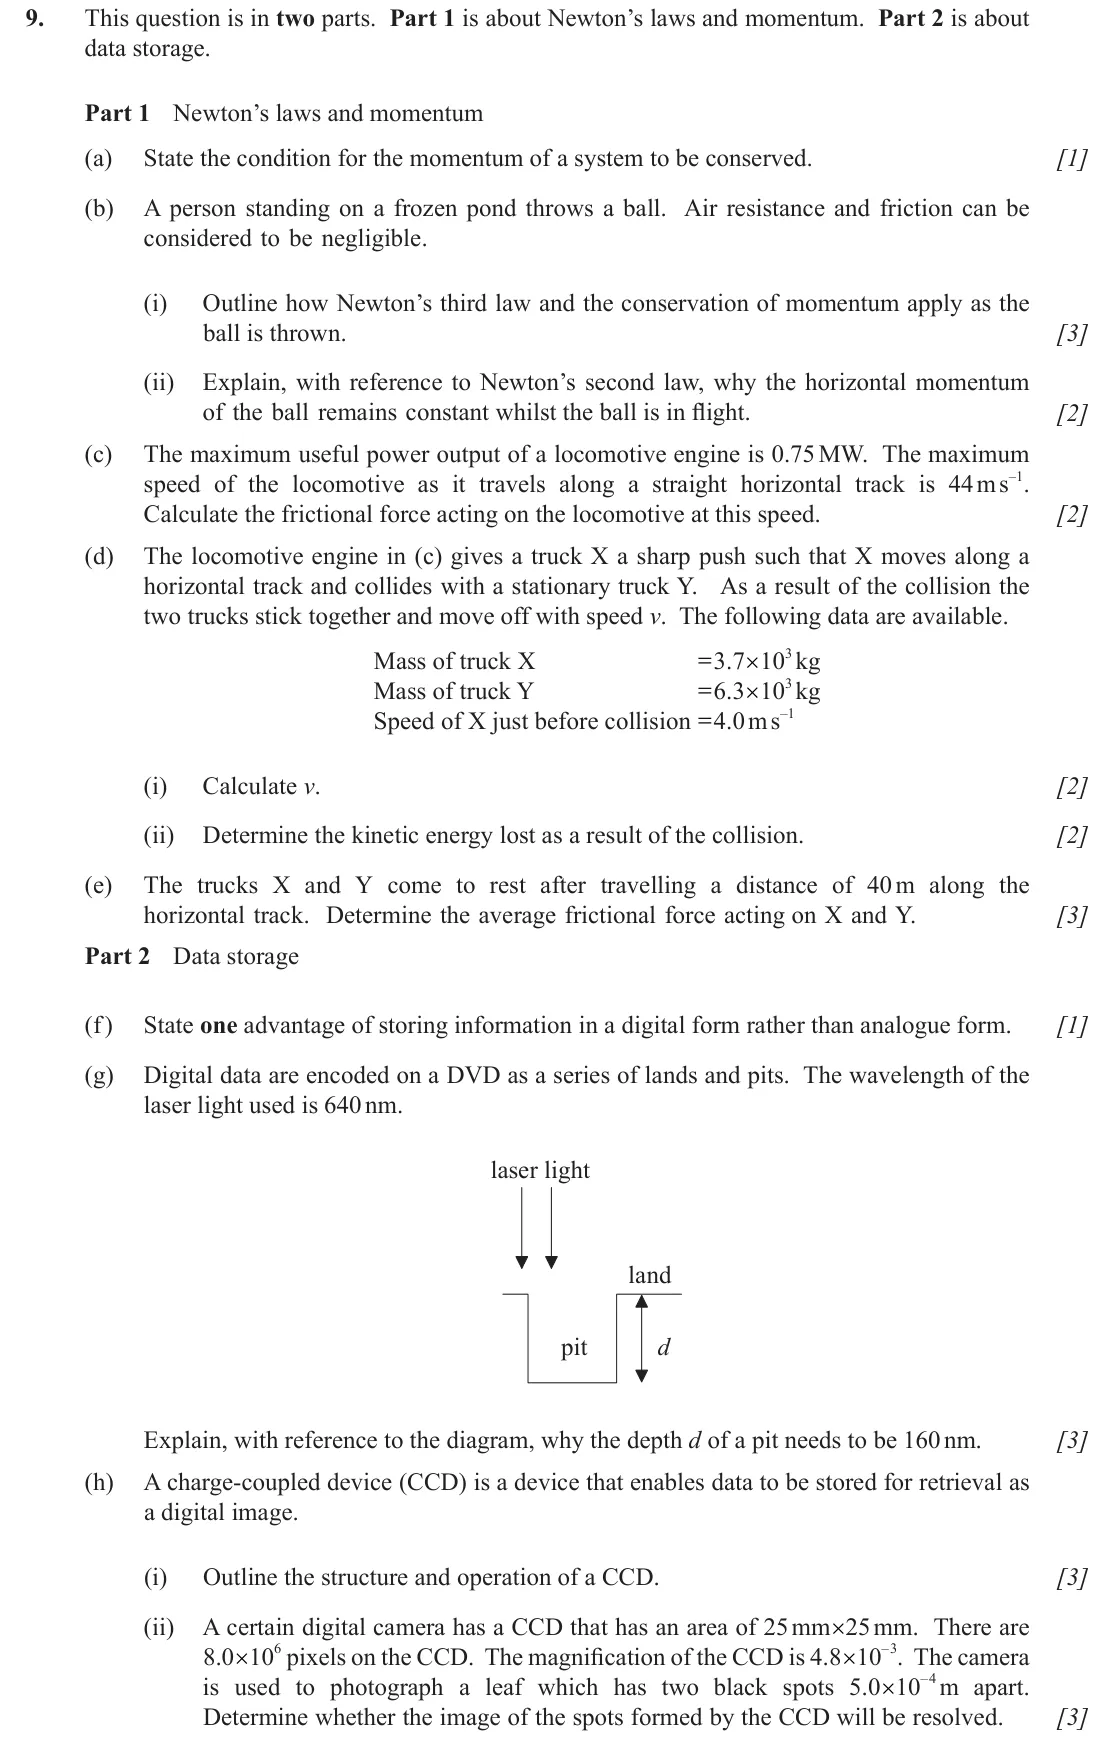 9. This question is in two parts. Part 1 is about Newton's laws and momentum. Part 2 is about
data storage.
Part 1 Newton's laws and momentum
(a) State the condition for the momentum of a system to be conserved. [1]
(b) A person standing on a frozen pond throws a ball. Air resistance and friction can be
considered to be negligible.
(i) Outline how Newton's third law and the conservation of momentum apply as the
ball is thrown. [3]
(ii) Explain, with reference to Newton's second law, why the horizontal momentum
of the ball remains constant whilst the ball is in flight. [2]
(c) The maximum useful power output of a locomotive engine is 0.75 MW. The maximum
speed of the locomotive as it travels along a straight horizontal track is 44 m s⁻¹.
Calculate the frictional force acting on the locomotive at this speed. [2]
(d) The locomotive engine in (c) gives a truck X a sharp push such that X moves along a
horizontal track and collides with a stationary truck Y. As a result of the collision the
two trucks stick together and move off with speed v. The following data are available.
Mass of truck X =3.7×10³ kg
Mass of truck Y =6.3×10³ kg
Speed of X just before collision =4.0 m s⁻¹
(i) Calculate v. [2]
(ii) Determine the kinetic energy lost as a result of the collision. [2]
(e) The trucks X and Y come to rest after travelling a distance of 40 m along the
horizontal track. Determine the average frictional force acting on X and Y. [3]
Part 2 Data storage
(f) State one advantage of storing information in a digital form rather than analogue form. [1]
(g) Digital data are encoded on a DVD as a series of lands and pits. The wavelength of the
laser light used is 640 nm.
laser light
land
pit d
Explain, with reference to the diagram, why the depth d of a pit needs to be 160 nm. [3]
(h) A charge-coupled device (CCD) is a device that enables data to be stored for retrieval as
a digital image.
(i) Outline the structure and operation of a CCD. [3]
(ii) A certain digital camera has a CCD that has an area of 25 mm×25 mm. There are
8.0×10⁶ pixels on the CCD. The magnification of the CCD is 4.8×10⁻³. The camera
is used to photograph a leaf which has two black spots 5.0×10⁻⁴ m apart.
Determine whether the image of the spots formed by the CCD will be resolved. [3]